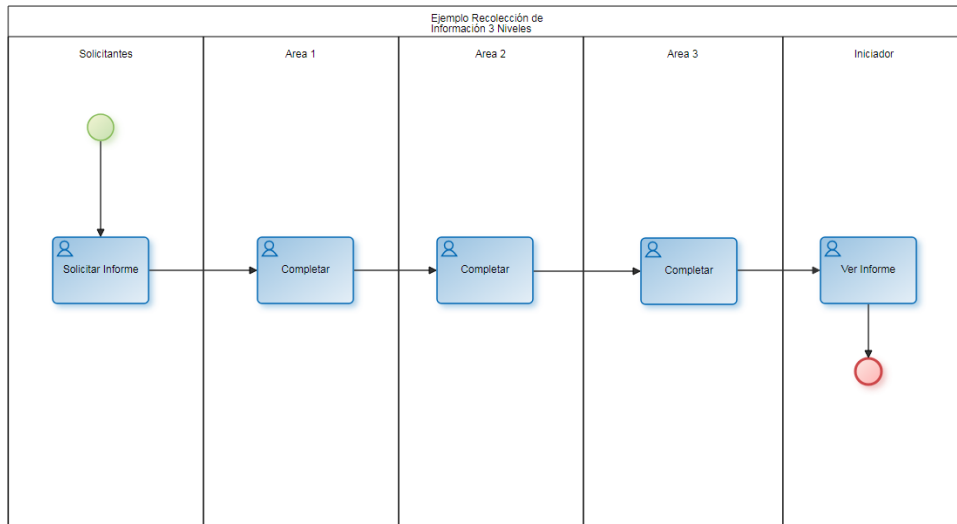 Ejemplo Recolección de
Información 3 Niveles
Solicitantes
Area 1
Area 2
Area 3
Iniciador
Solicitar Informe
Completar
Completar
Completar
Ver Informe